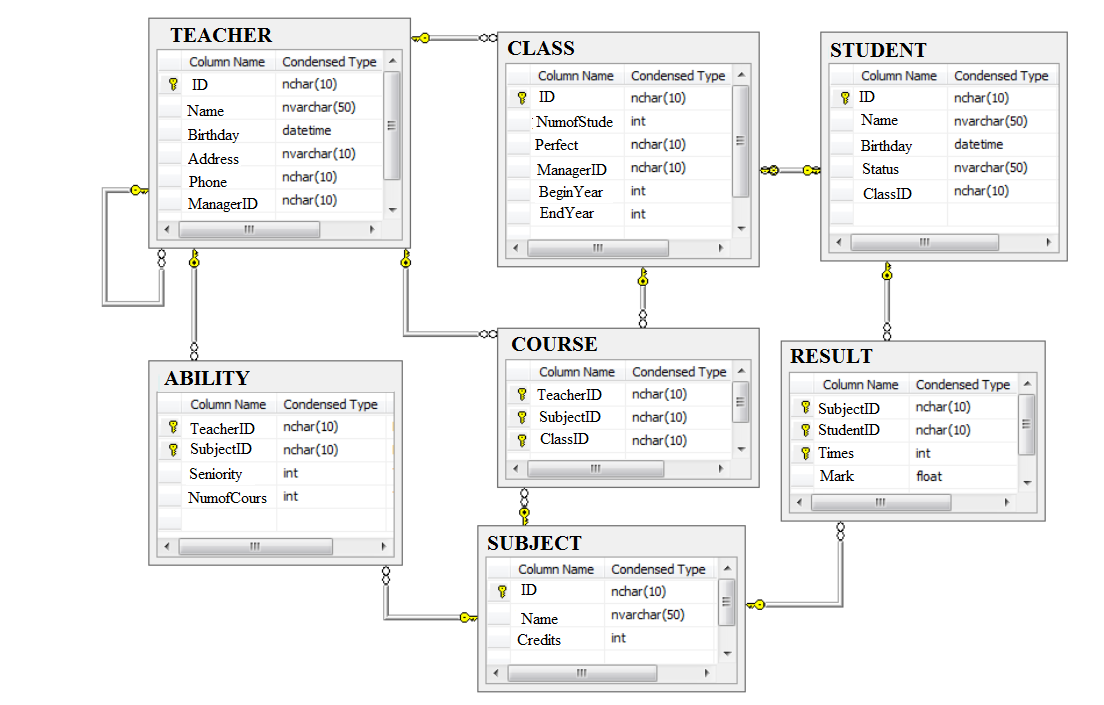 TEACHER
Column Name Condensed Type
ID nchar(10)
Name nvarchar(50)
Birthday datetime
Address nvarchar(10)
Phone nchar(10)
ManagerID nchar(10)
CLASS
Column Name Condensed Type
ID nchar(10)
NumofStude int
Perfect nchar(10)
ManagerID nchar(10)
BeginYear int
EndYear int
STUDENT
Column Name Condensed Type
ID nchar(10)
Name nvarchar(50)
Birthday datetime
Status nvarchar(50)
ClassID nchar(10)
ABILITY
Column Name Condensed Type
TeacherID nchar(10)
SubjectID nchar(10)
Seniority int
NumofCours int
COURSE
Column Name Condensed Type
TeacherID nchar(10)
SubjectID nchar(10)
ClassID nchar(10)
RESULT
Column Name Condensed Type
SubjectID nchar(10)
StudentID nchar(10)
Times int
Mark float
SUBJECT
Column Name Condensed Type
ID nchar(10)
Name nvarchar(50)
Credits int